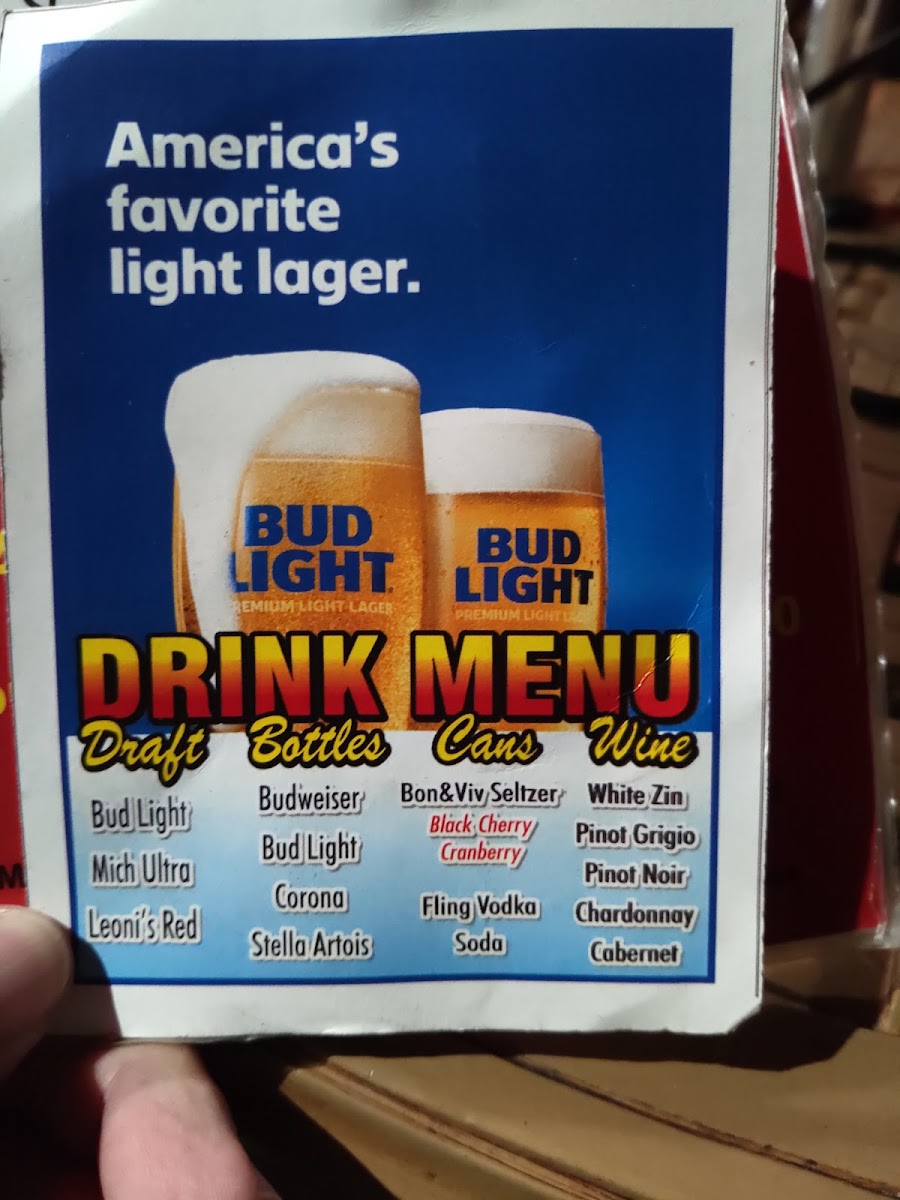 America's
favorite
light lager.
BUD
LIGHT
PREMIUM LIGHT
BUD
LIGHT
LIGHT LAGER
DRINK MENU
Draft
Bud Light
Mich Ultra
Leoni's Red
Bottles
Budweiser
Bud Light
Corona
Stella Artois
Cans
Bon&Viv Seltzer
Black Cherry
Cranberry
Fling Vodka
Soda
Wine
White Zin
Pinot Grigio
Pinot Noir
Chardonnay
Cabernet